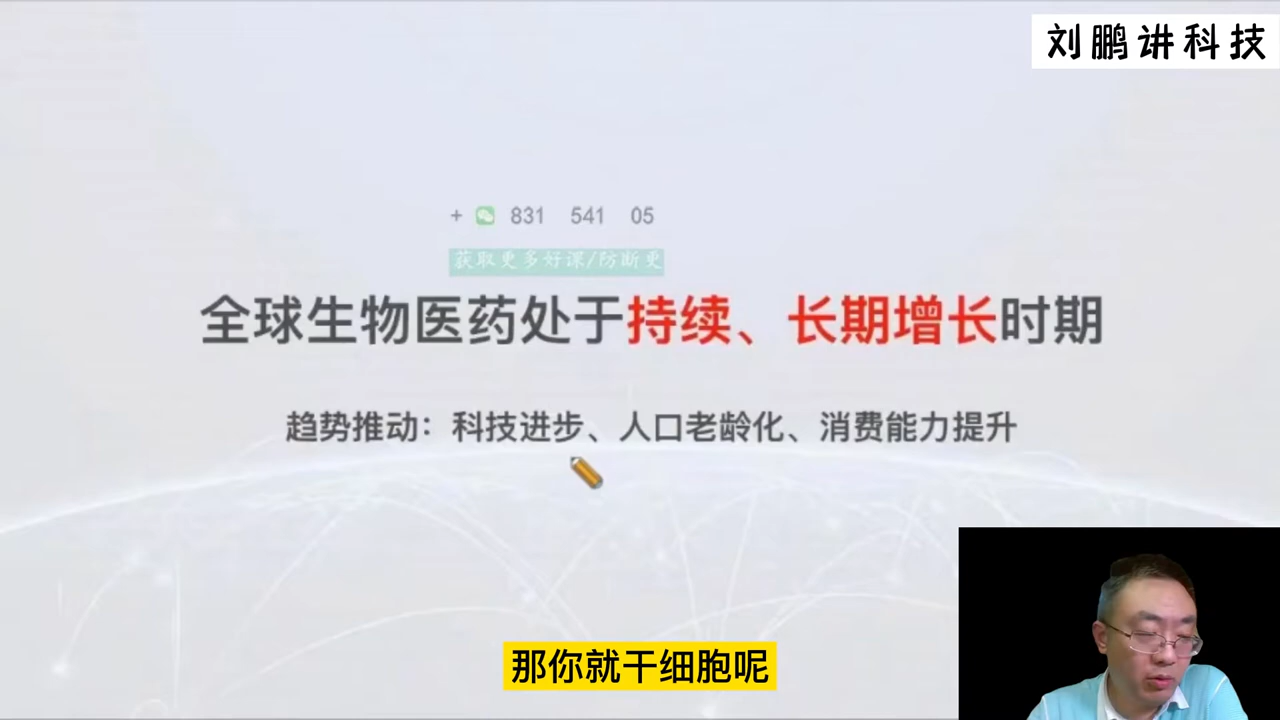 刘鹏讲科技
+ 831 541 05
获取更多好课/防断更
全球生物医药处于持续、长期增长时期
趋势推动：科技进步、人口老龄化、消费能力提升
那你就干细胞呢